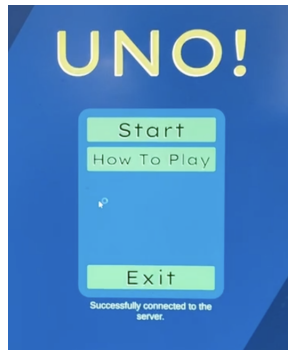 UNO!
Start
How To Play
Exit
Successfully connected to the
server.